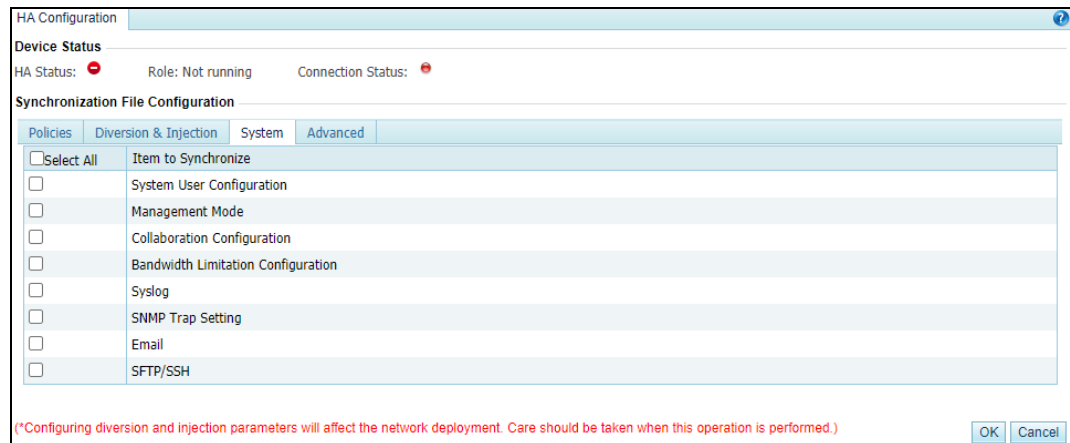 HA Configuration
?
Device Status
HA Status: Role: Not running Connection Status:
Synchronization File Configuration
Policies Diversion & Injection System Advanced
Select All Item to Synchronize
System User Configuration
Management Mode
Collaboration Configuration
Bandwidth Limitation Configuration
Syslog
SNMP Trap Setting
Email
SFTP/SSH
(*Configuring diversion and injection parameters will affect the network deployment. Care should be taken when this operation is performed.)
OK Cancel